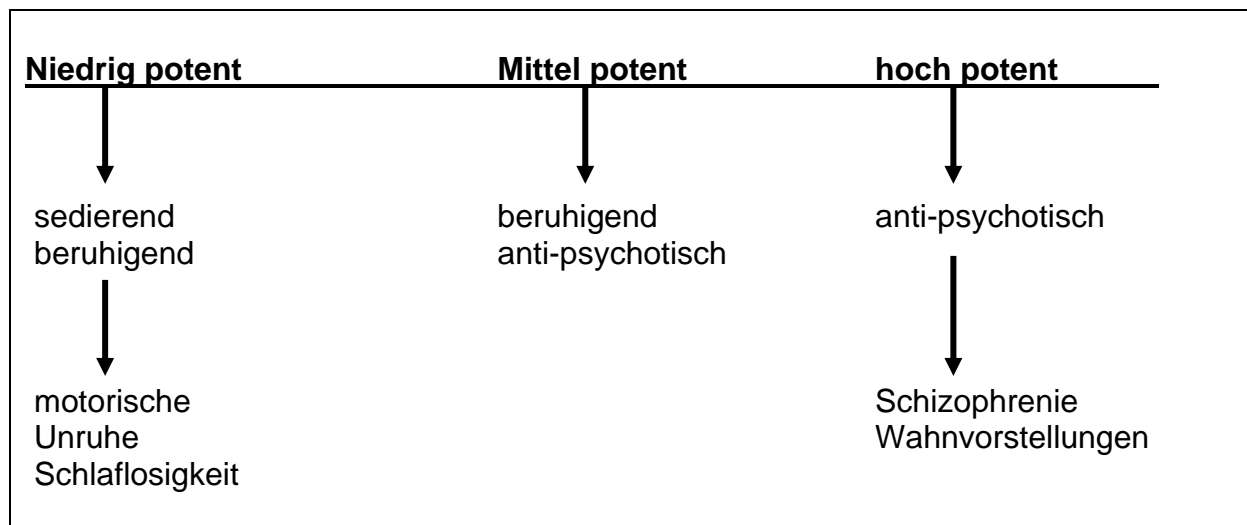 Niedrig potent Mittel potent hoch potent
sedierend beruhigend anti-psychotisch
beruhigend anti-psychotisch
motorische Schizophrenie
Unruhe Wahnvorstellungen
Schlaflosigkeit